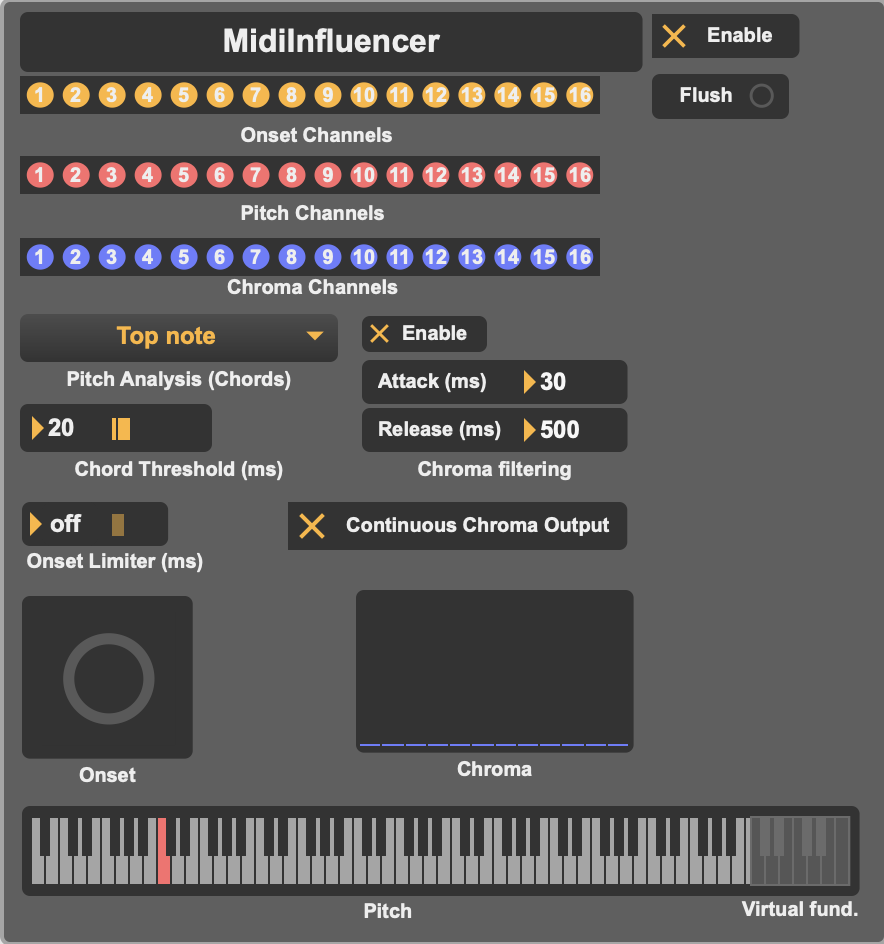 MidiInfluencer
Enable
1 2 3 4 5 6 7 8 9 10 11 12 13 14 15 16
Flush
Onset Channels
1 2 3 4 5 6 7 8 9 10 11 12 13 14 15 16
Pitch Channels
1 2 3 4 5 6 7 8 9 10 11 12 13 14 15 16
Chroma Channels
Top note
Enable
Pitch Analysis (Chords)
Attack (ms) 30
20
Release (ms) 500
Chord Threshold (ms)
Chroma filtering
off
Continuous Chroma Output
Onset Limiter (ms)
Onset
Chroma
Pitch
Virtual fund.